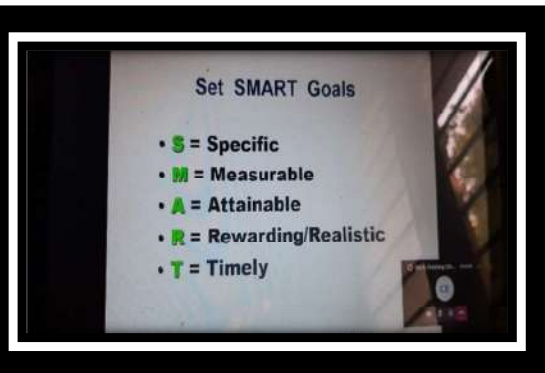 Set SMART Goals
• S = Specific
• M = Measurable
• A = Attainable
• R = Rewarding/Realistic
• T = Timely